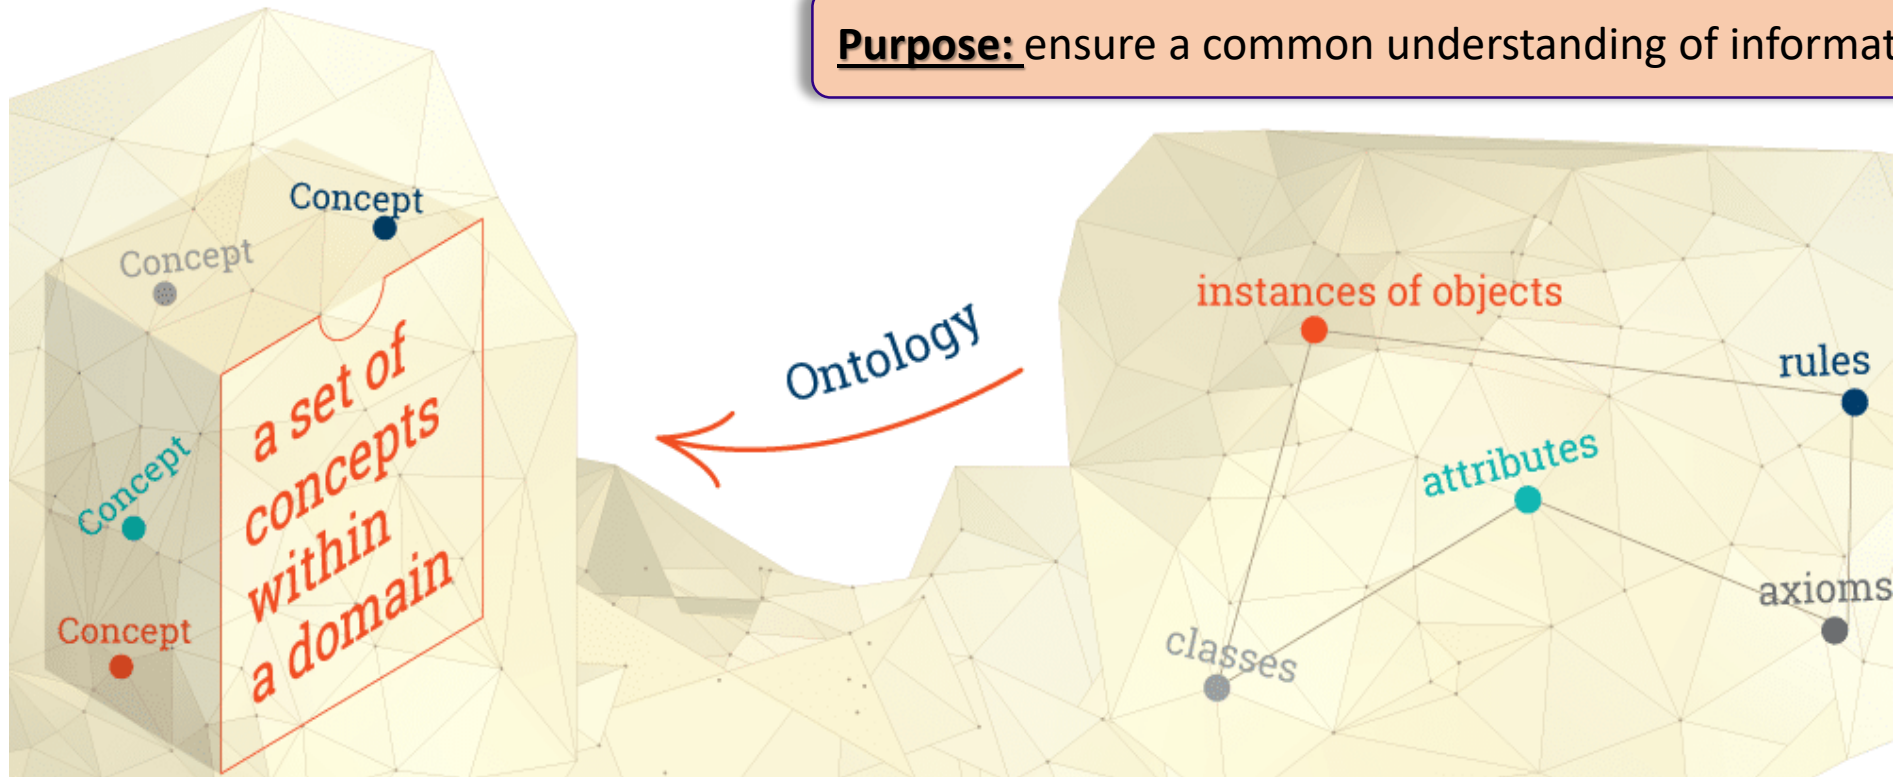 Purpose: ensure a common understanding of informat
Concept
Concept
Concept
Concept
a set of
concepts
within
a domain
Ontology
instances of objects
rules
attributes
axioms
classes